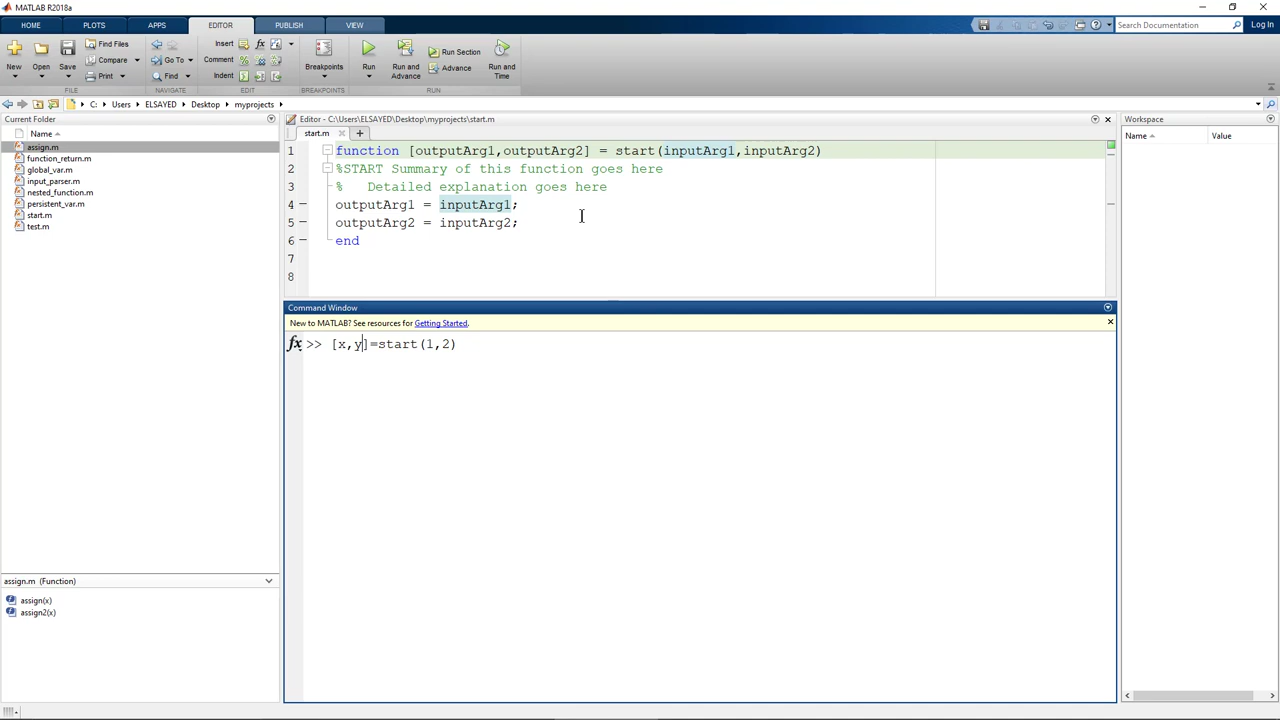 MATLAB R2018a
HOME PLOTS APPS EDITOR PUBLISH VIEW Search Documentation Log In
New Open Save Find Files Compare Print Go To Find Insert fx Comment Indent Breakpoints Run Run and Advance Run Section Advance Run and Time
FILE NAVIGATE EDIT BREAKPOINTS RUN
C: Users ELSAYED Desktop myprojects
Current Folder
Name
assign.m
function_return.m
global_var.m
input_parser.m
nested_function.m
persistent_var.m
start.m
test.m
assign.m (Function)
assign(x)
assign2(x)
Editor - C:\Users\ELSAYED\Desktop\myprojects\start.m
start.m
1 function [outputArg1,outputArg2] = start(inputArg1,inputArg2)
2 %START Summary of this function goes here
3 % Detailed explanation goes here
4 outputArg1 = inputArg1;
5 outputArg2 = inputArg2;
6 end
7
8
Command Window
New to MATLAB? See resources for Getting Started.
fx >> [x,y]=start(1,2)
Workspace
Name Value